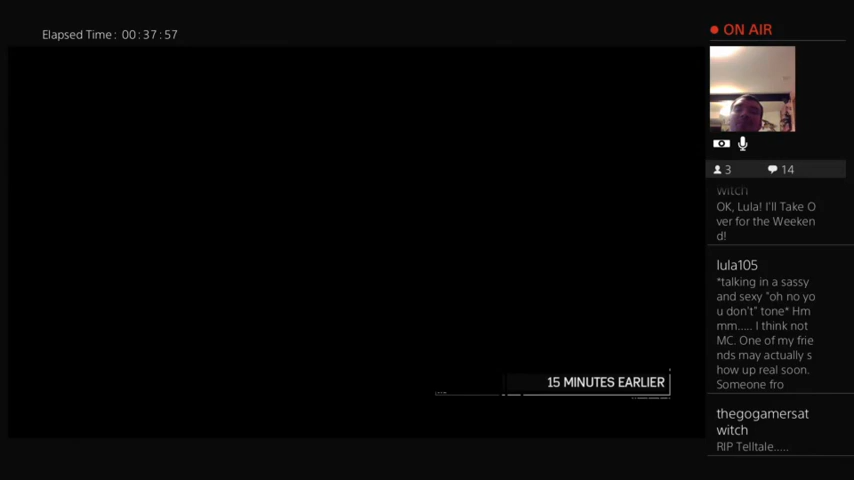 Elapsed Time: 00:37:57
ON AIR
3
14
witch
OK, Lula! I'll Take O
ver for the Weeken
d!
lula105
*talking in a sassy
and sexy "oh no yo
u don't" tone* Hm
mm..... I think not
MC. One of my frie
nds may actually s
how up real soon.
Someone fro
15 MINUTES EARLIER
thegogamersat
witch
RIP Telltale.....